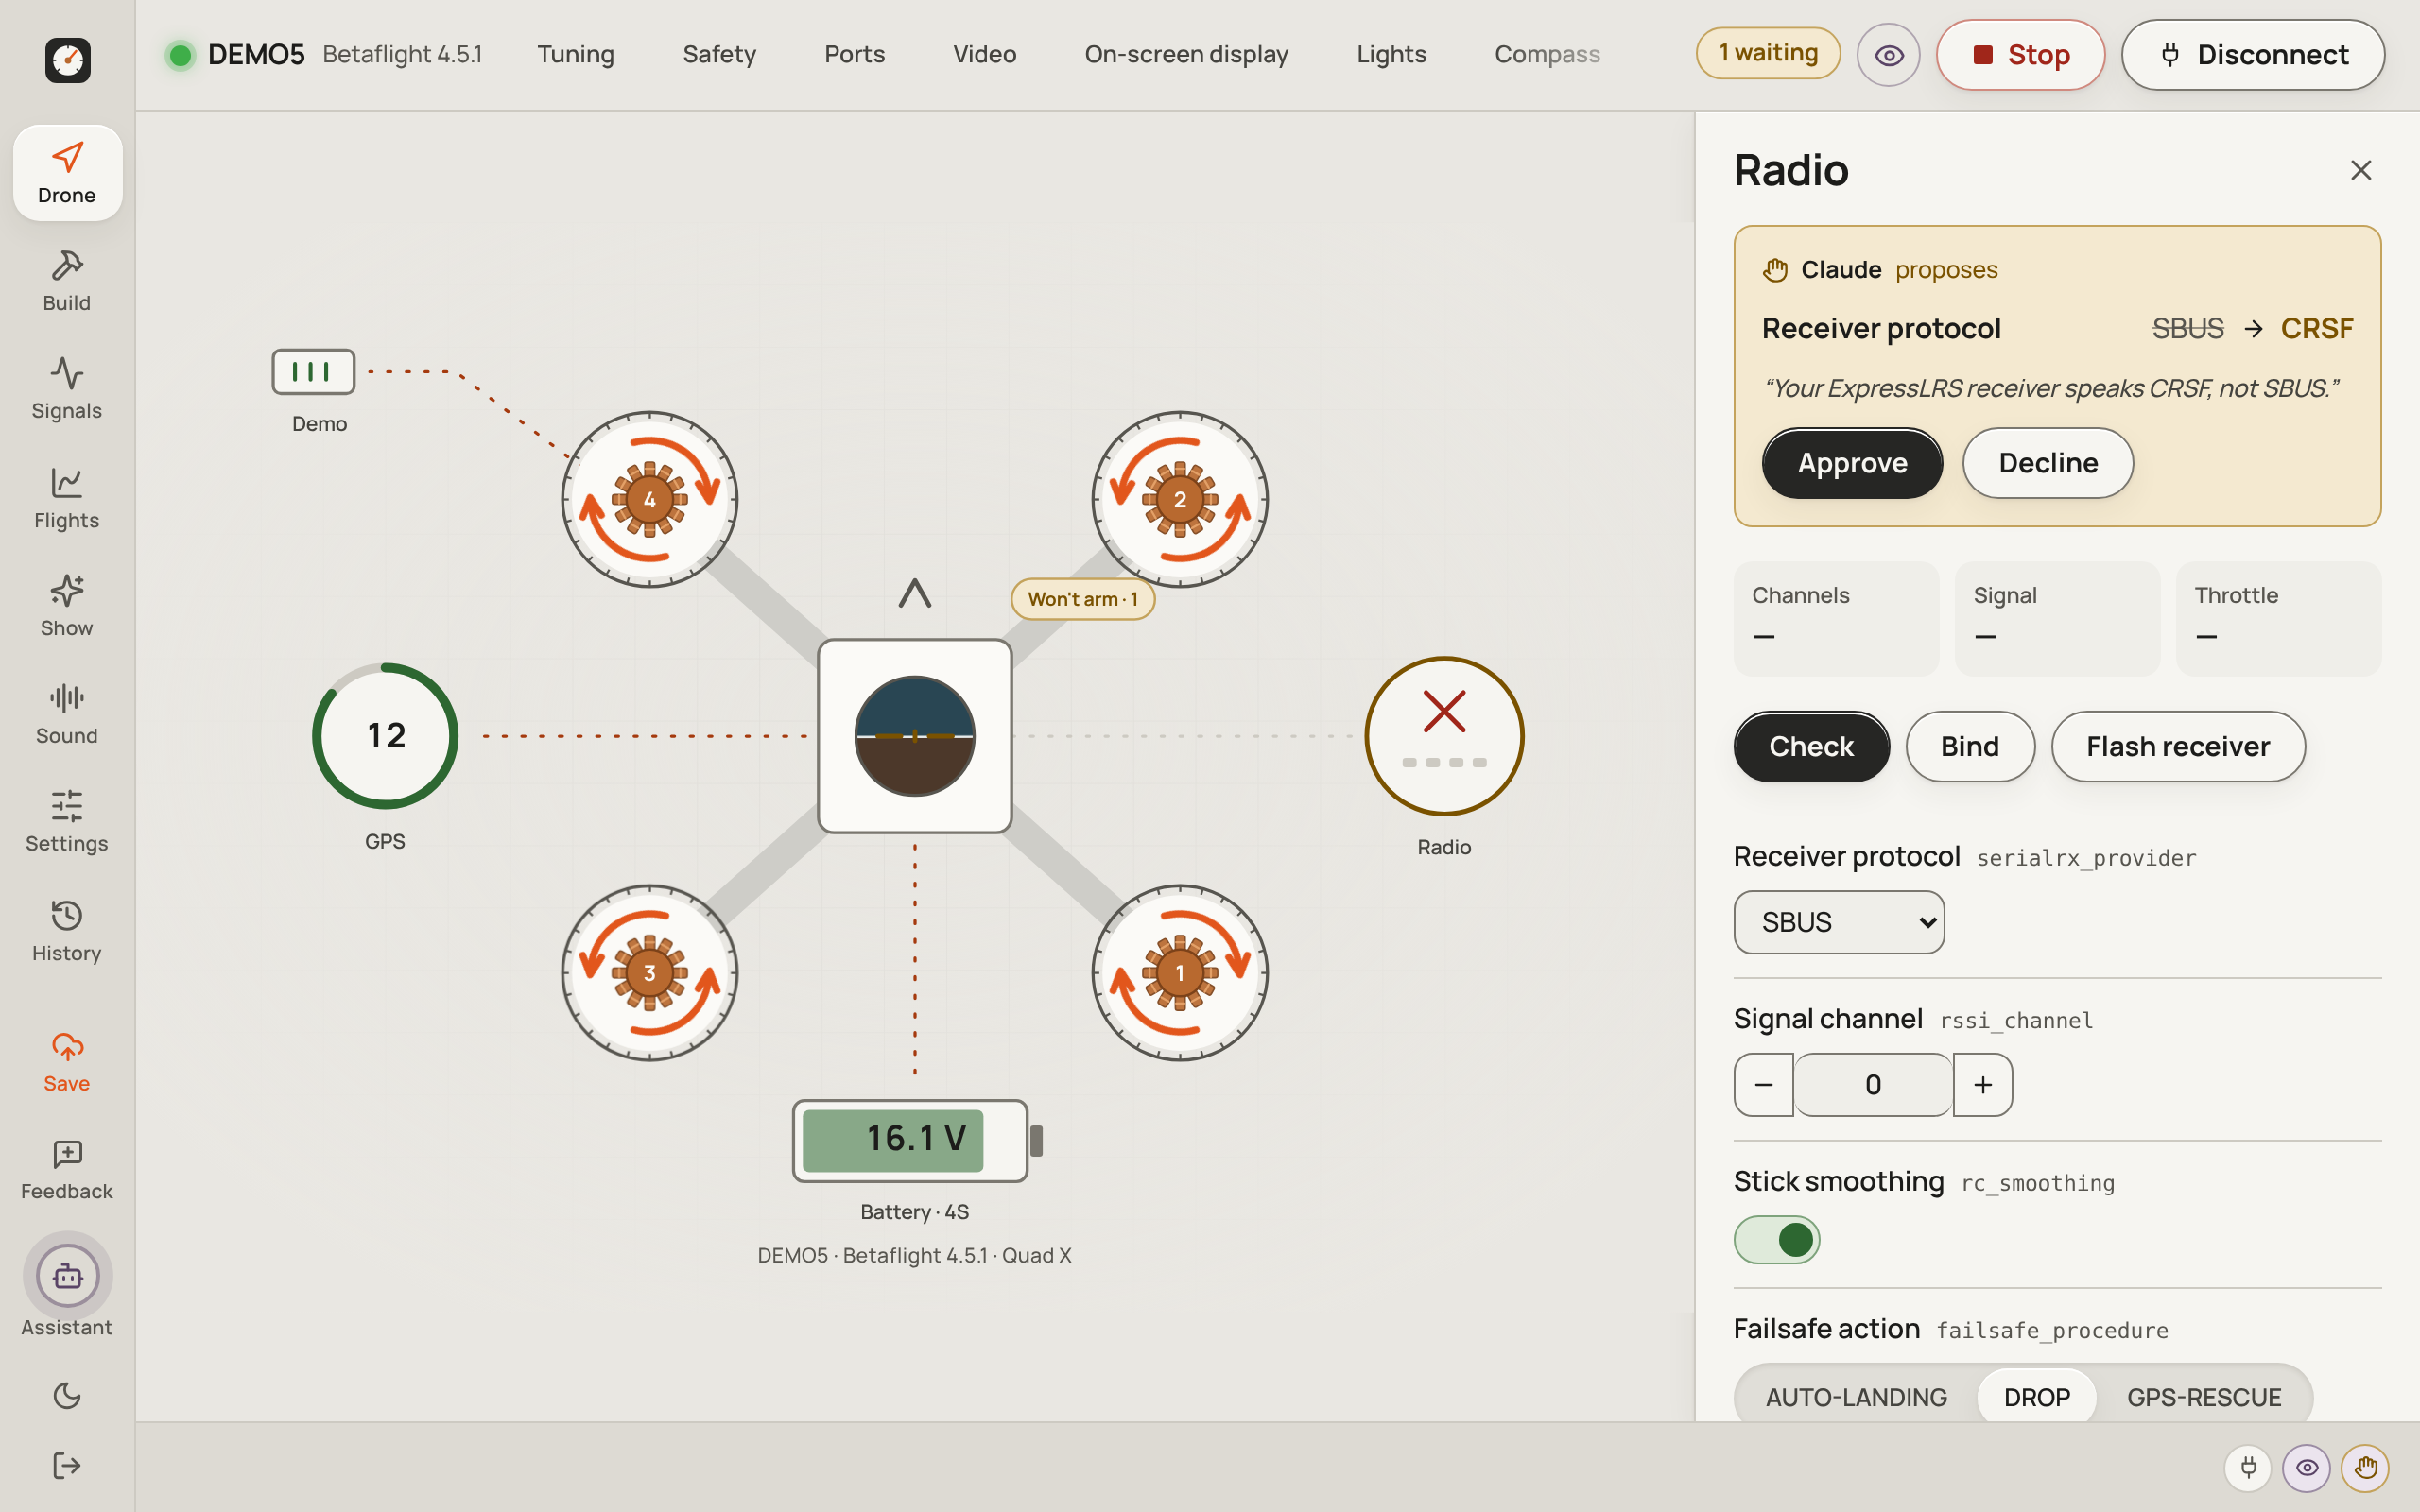 DEMO5 Betaflight 4.5.1 Tuning Safety Ports Video On-screen display Lights Compass 1 waiting Stop Disconnect
Drone
Build
Signals
Flights
Show
Sound
Settings
History
Save
Feedback
Assistant
Demo
4
2
Won't arm · 1
12
GPS
Radio
3
1
16.1 V
Battery · 4S
DEMO5 · Betaflight 4.5.1 · Quad X
Radio
Claude proposes
Receiver protocol SBUS → CRSF
“Your ExpressLRS receiver speaks CRSF, not SBUS.”
Approve Decline
Channels Signal Throttle
– – –
Check Bind Flash receiver
Receiver protocol serialrx_provider
SBUS
Signal channel rssi_channel
− 0 +
Stick smoothing rc_smoothing
Failsafe action failsafe_procedure
AUTO-LANDING DROP GPS-RESCUE